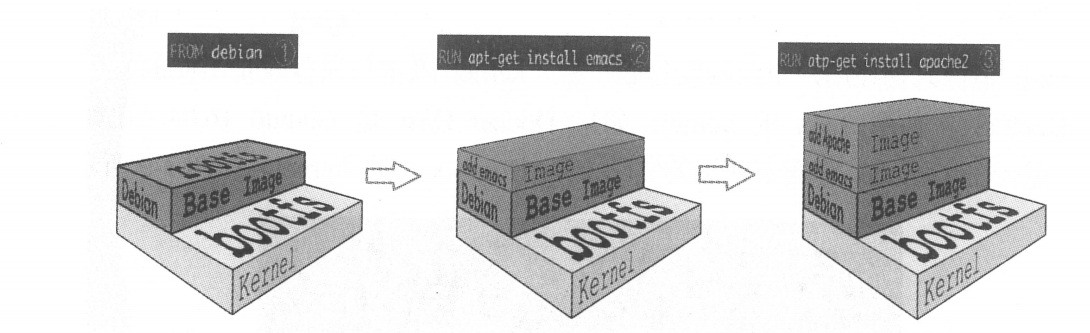 FROM debian ①
RUN apt-get install emacs ②
RUN atp-get install apache2 ③
rootfs
Debian
Base Image
bootfs
Kernel
add emacs
Image
Debian
Base Image
bootfs
Kernel
add Apache
Image
add emacs
Image
Debian
Base Image
bootfs
Kernel